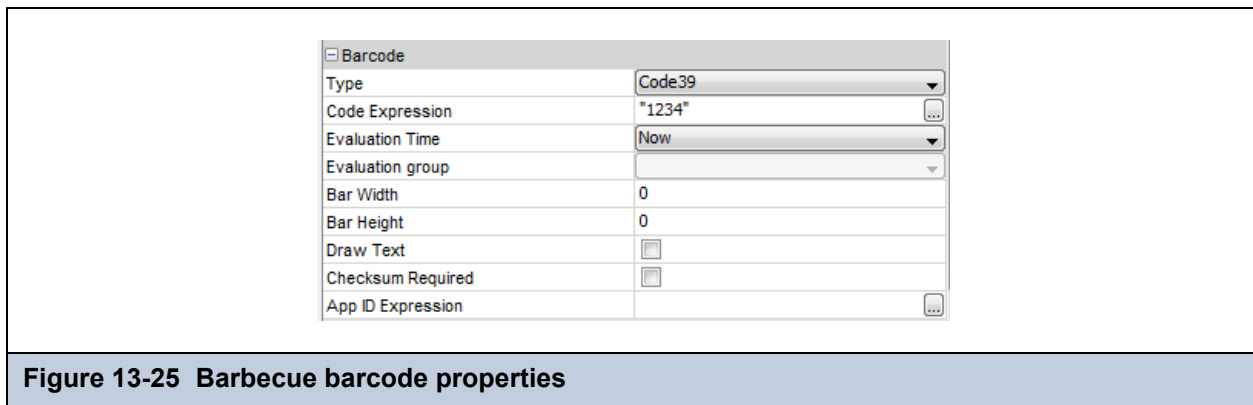 Barcode
Type Code39
Code Expression "1234" ...
Evaluation Time Now
Evaluation group
Bar Width 0
Bar Height 0
Draw Text
Checksum Required
App ID Expression ...
Figure 13-25 Barbecue barcode properties